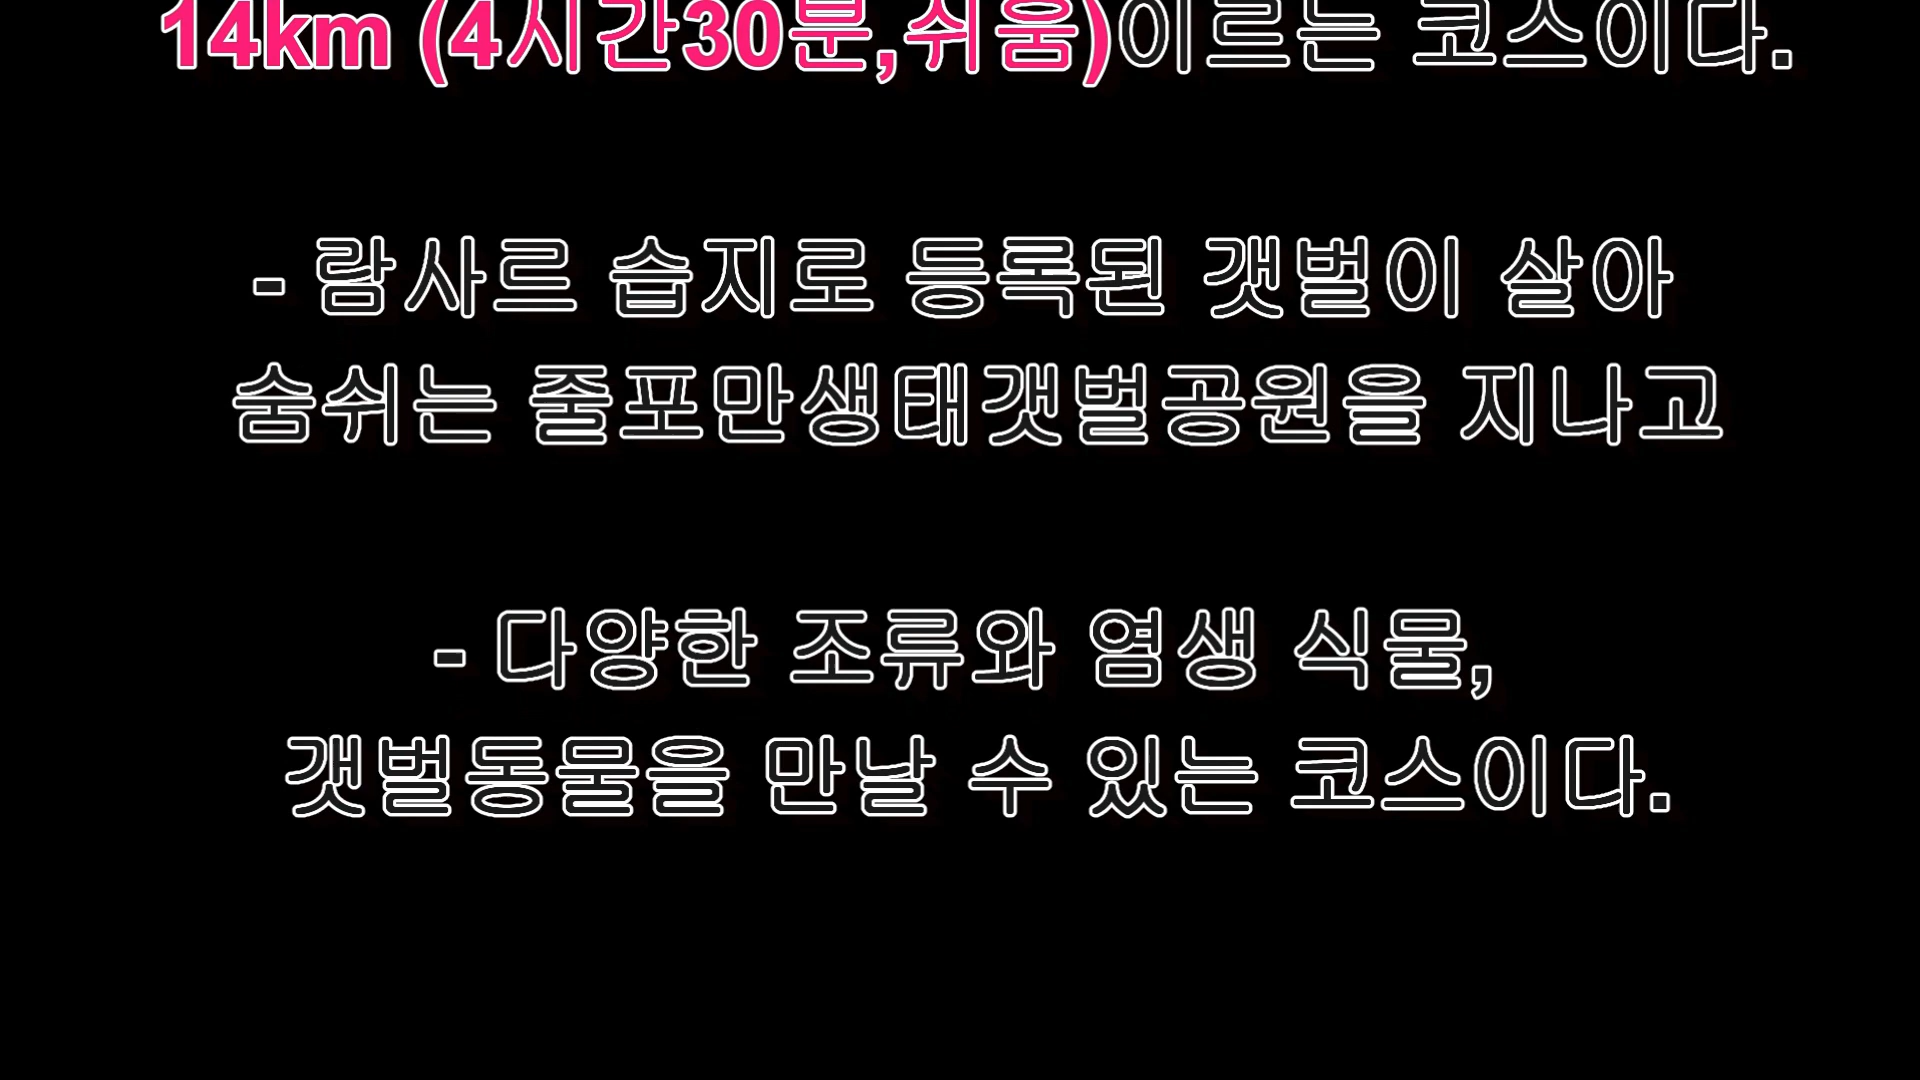 14km (4시간30분,쉬움)이르는 코스이다.
- 람사르 습지로 등록된 갯벌이 살아
숨쉬는 줄포만생태갯벌공원을 지나고
- 다양한 조류와 염생 식물,
갯벌동물을 만날 수 있는 코스이다.